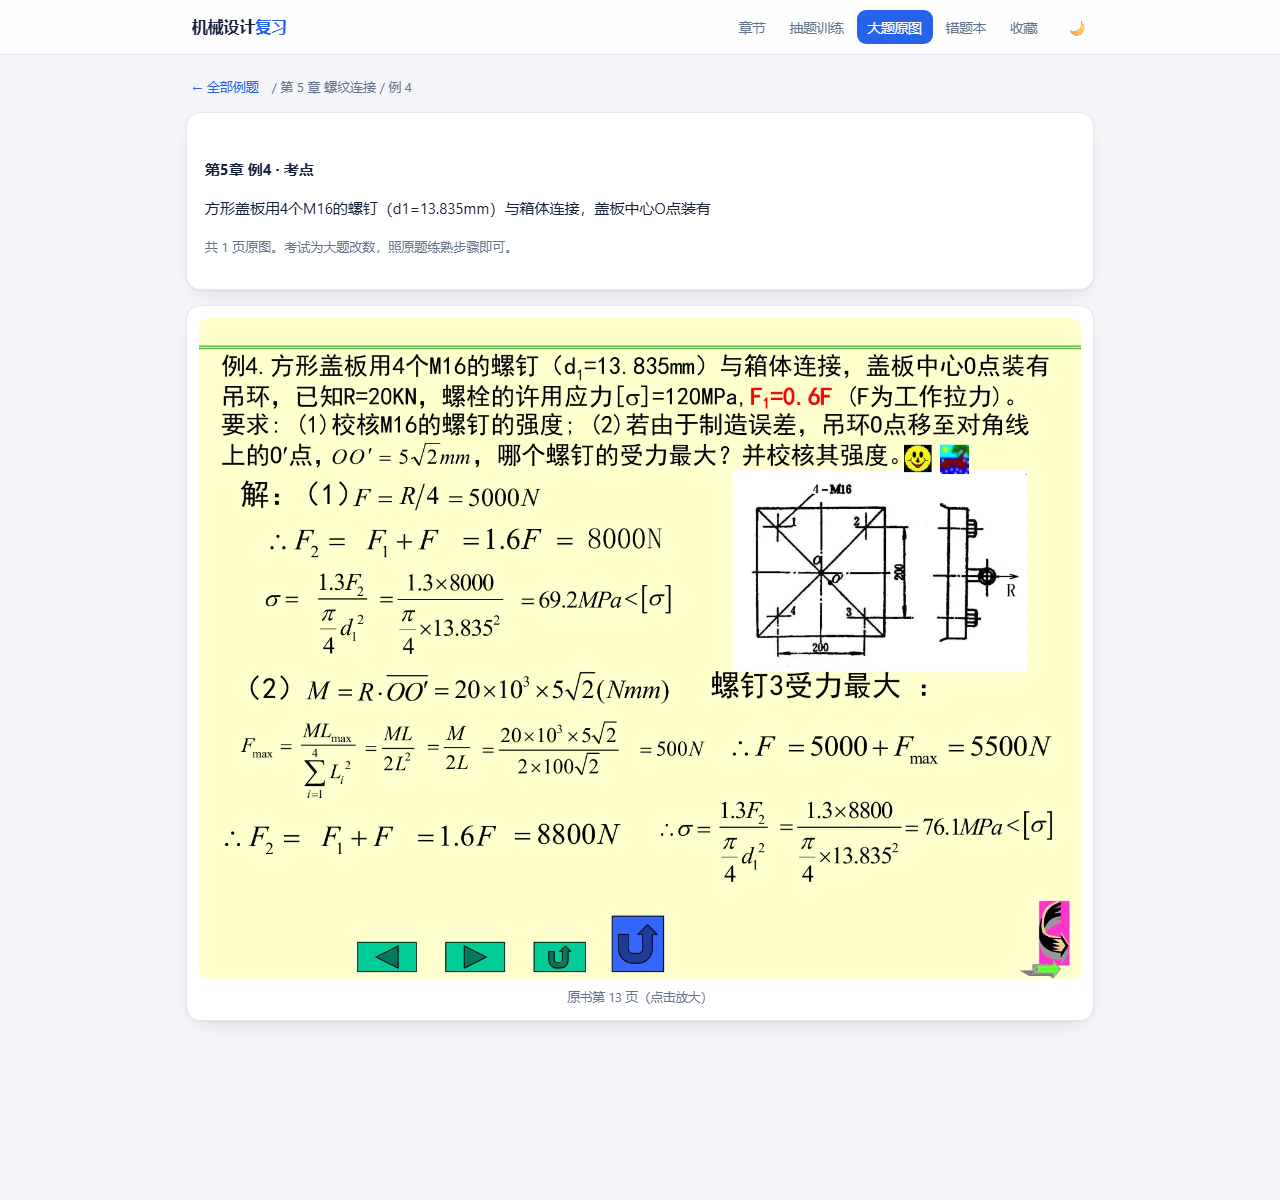 机械设计复习
章节 抽题训练 大题原图 错题本 收藏
← 全部例题 / 第 5 章 螺纹连接 / 例 4
第5章 例4 · 考点
方形盖板用4个M16的螺钉（d1=13.835mm）与箱体连接，盖板中心O点装有
共 1 页原图。考试为大题改数，照原题练熟步骤即可。
例4.方形盖板用4个M16的螺钉（d₁=13.835mm）与箱体连接，盖板中心O点装有
吊环，已知R=20KN，螺栓的许用应力[σ]=120MPa,F₁=0.6F（F为工作拉力）。
要求：(1)校核M16的螺钉的强度；(2)若由于制造误差，吊环O点移至对角线
上的O′点，OO′ = 5√2mm，哪个螺钉的受力最大？并校核其强度。
解：（1）F = R/4 = 5000N
∴ F₂ = F₁ + F = 1.6F = 8000N
σ = 1.3F₂ / (π/4 d₁²) = 1.3×8000 / (π/4 ×13.835²) = 69.2MPa < [σ]
4-M16
1 2
O
O′
4 3
200
200
R
（2）M = R·OO′ = 20×10³×5√2(Nmm) 螺钉3受力最大 ：
Fmax = MLmax / ∑(i=1..4) Li² = ML / 2L² = M / 2L = 20×10³×5√2 / 2×100√2 = 500N ∴ F = 5000 + Fmax = 5500N
∴ F₂ = F₁ + F = 1.6F = 8800N ∴ σ = 1.3F₂ / (π/4 d₁²) = 1.3×8800 / (π/4 ×13.835²) = 76.1MPa < [σ]
原书第 13 页（点击放大）